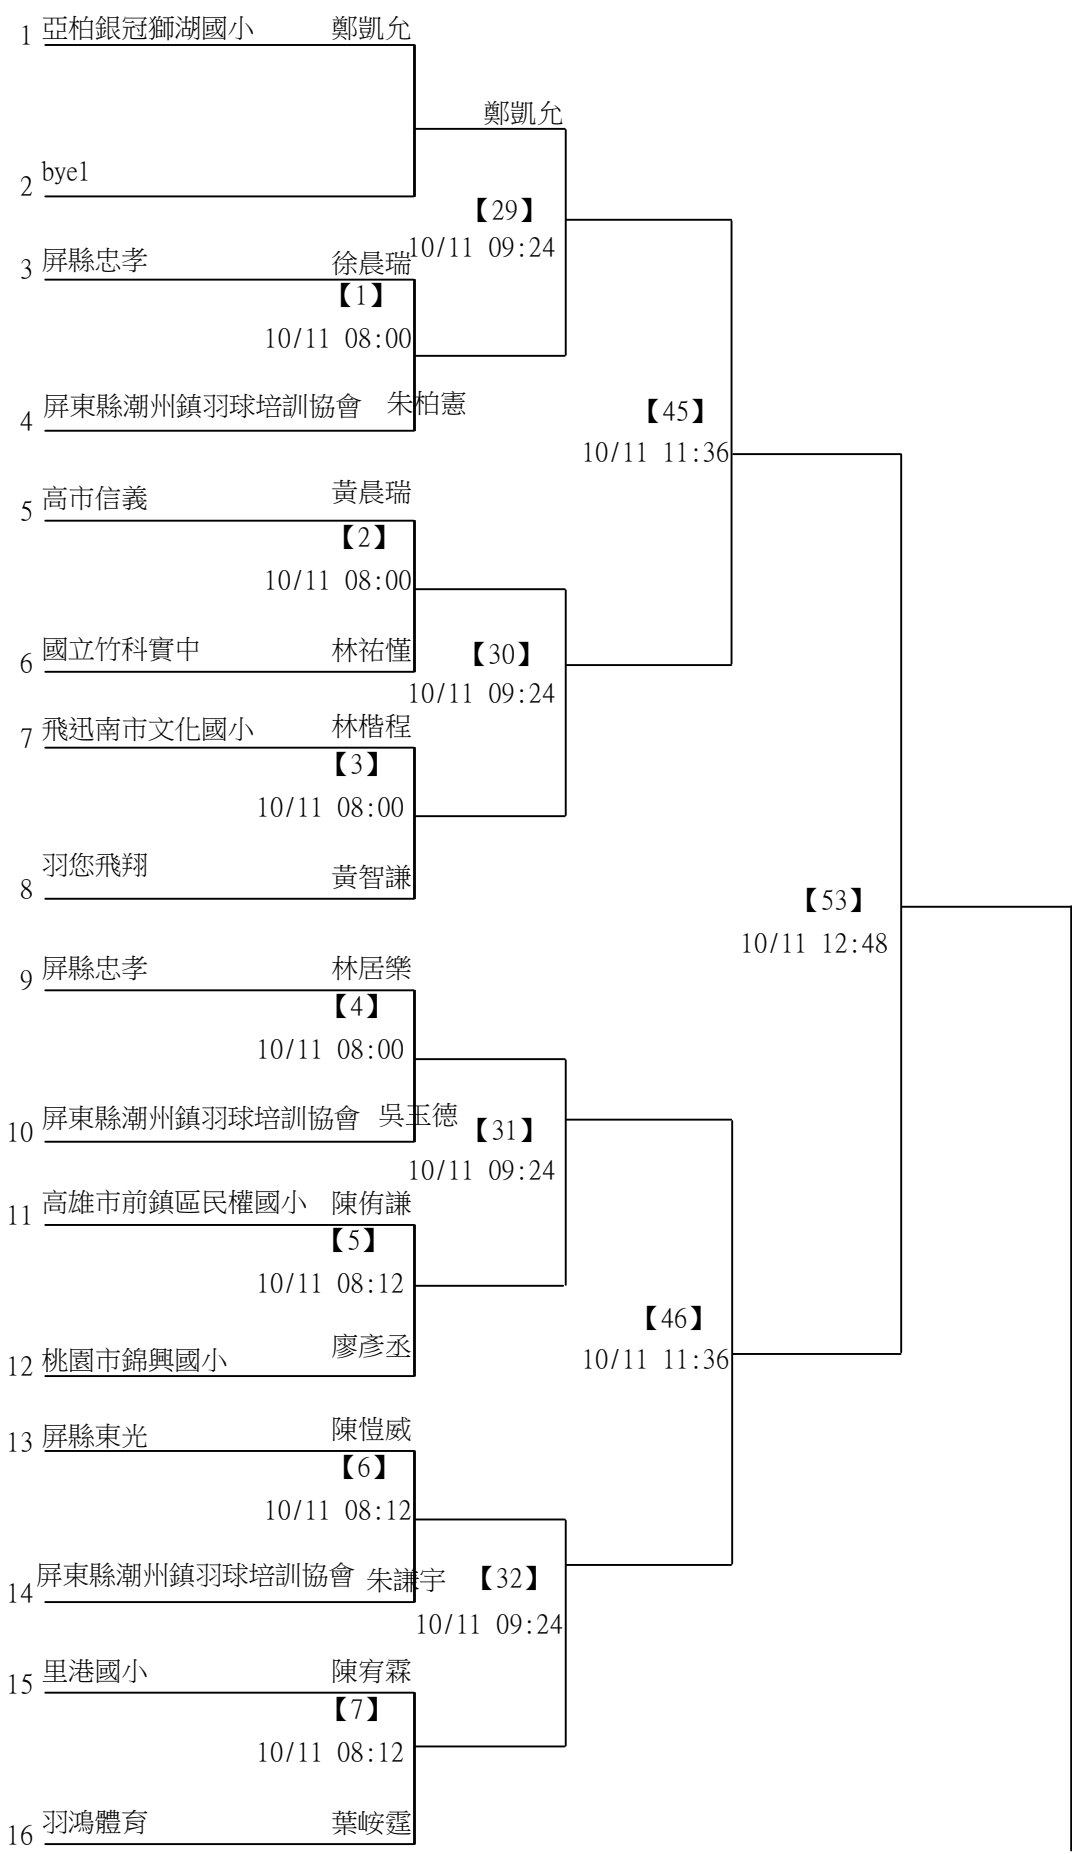 1 亞柏銀冠獅湖國小 鄭凱允
鄭凱允
2 bye1
【29】
3 屏縣忠孝 徐晨瑞 10/11 09:24
【1】
10/11 08:00
4 屏東縣潮州鎮羽球培訓協會 朱柏憲
【45】
10/11 11:36
5 高市信義 黃晨瑞
【2】
10/11 08:00
6 國立竹科實中 林祐慬 【30】
10/11 09:24
7 飛迅南市文化國小 林楷程
【3】
10/11 08:00
8 羽您飛翔 黃智謙
【53】
10/11 12:48
9 屏縣忠孝 林居樂
【4】
10/11 08:00
10 屏東縣潮州鎮羽球培訓協會 吳玉德 【31】
10/11 09:24
11 高雄市前鎮區民權國小 陳侑謙
【5】
10/11 08:12
【46】
12 桃園市錦興國小 廖彥丞 10/11 11:36
13 屏縣東光 陳愷威
【6】
10/11 08:12
14 屏東縣潮州鎮羽球培訓協會 朱謙宇 【32】
10/11 09:24
15 里港國小 陳宥霖
【7】
10/11 08:12
16 羽鴻體育 葉峖霆